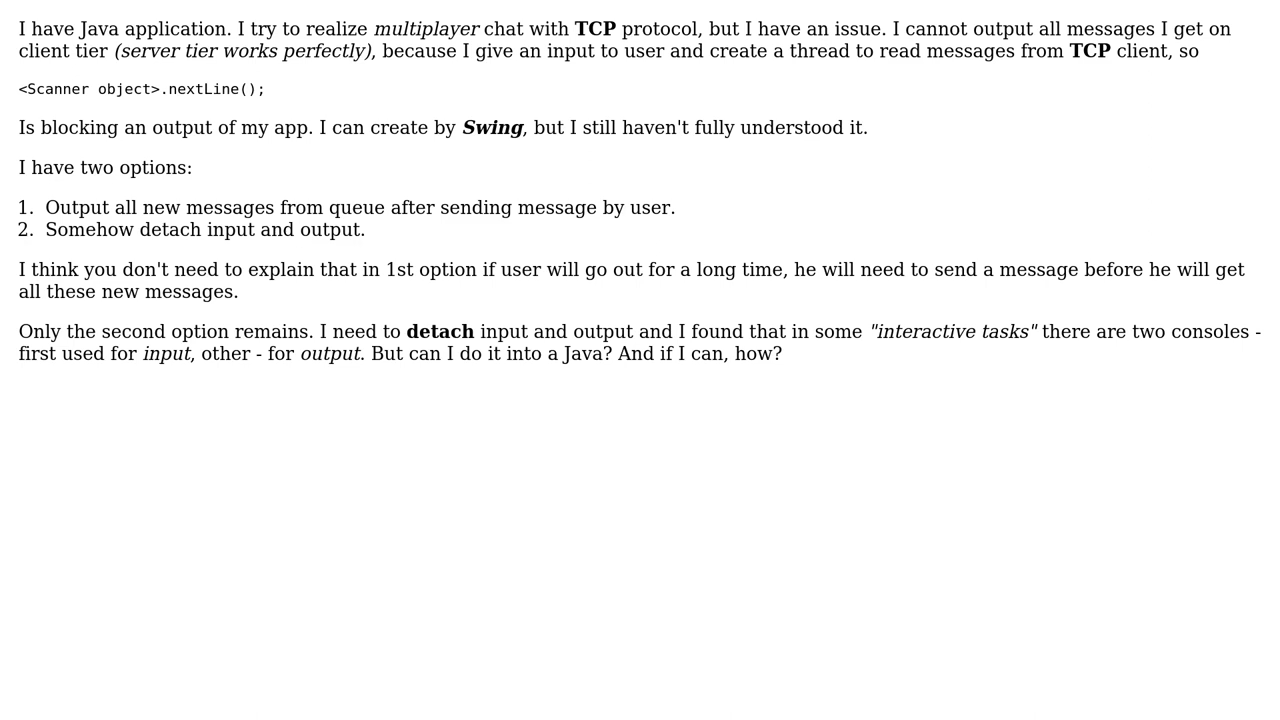 I have Java application. I try to realize multiplayer chat with TCP protocol, but I have an issue. I cannot output all messages I get on
client tier (server tier works perfectly), because I give an input to user and create a thread to read messages from TCP client, so
<Scanner object>.nextLine();
Is blocking an output of my app. I can create by Swing, but I still haven't fully understood it.
I have two options:
1. Output all new messages from queue after sending message by user.
2. Somehow detach input and output.
I think you don't need to explain that in 1st option if user will go out for a long time, he will need to send a message before he will get
all these new messages.
Only the second option remains. I need to detach input and output and I found that in some "interactive tasks" there are two consoles -
first used for input, other - for output. But can I do it into a Java? And if I can, how?